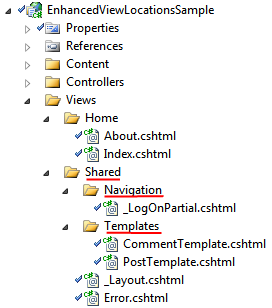 EnhancedViewLocationsSample
Properties
References
Content
Controllers
Views
Home
About.cshtml
Index.cshtml
Shared
Navigation
_LogOnPartial.cshtml
Templates
CommentTemplate.cshtml
PostTemplate.cshtml
_Layout.cshtml
Error.cshtml